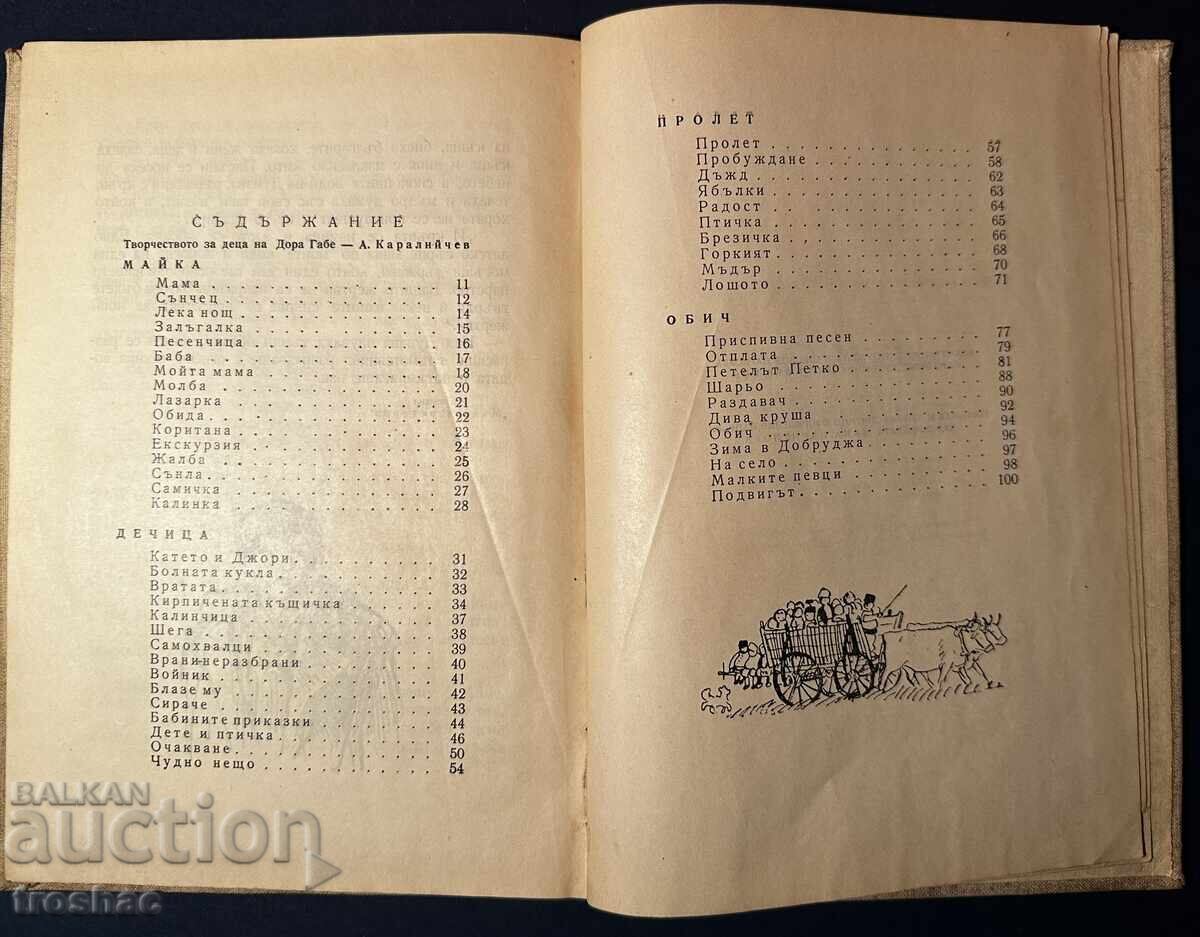 СЪДЪРЖАНИЕ
Творчеството за деца на Дора Габе — А. Каралийчев
МАЙКА
Мама . . . . . . . . . . . . . . 11
Сънчец . . . . . . . . . . . . . 12
Лека нощ . . . . . . . . . . . . 14
Залъгалка . . . . . . . . . . . . 15
Песенчица . . . . . . . . . . . . 16
Баба . . . . . . . . . . . . . . 17
Мойта мама . . . . . . . . . . . 18
Молба . . . . . . . . . . . . . 20
Лазарка . . . . . . . . . . . . . 21
Обида . . . . . . . . . . . . . 22
Коритана . . . . . . . . . . . . 23
Екскурзия . . . . . . . . . . . . 24
Жалба . . . . . . . . . . . . . 25
Сънла . . . . . . . . . . . . . 26
Самичка . . . . . . . . . . . . 27
Калинка . . . . . . . . . . . . 28
ДЕЧИЦА
Катето и Джори . . . . . . . . . . 31
Болната кукла . . . . . . . . . . 32
Вратата . . . . . . . . . . . . . 33
Кирпичената къщичка . . . . . . . 34
Калинчица . . . . . . . . . . . . 37
Шега . . . . . . . . . . . . . . 38
Самохвалци . . . . . . . . . . . 39
Врани-неразбрани . . . . . . . . . 40
Войник . . . . . . . . . . . . . 41
Блазе му . . . . . . . . . . . . 42
Сираче . . . . . . . . . . . . . 43
Бабините приказки . . . . . . . . 44
Дете и птичка . . . . . . . . . . 46
Очакване . . . . . . . . . . . . 50
Чудно нещо . . . . . . . . . . . 54
ПРОЛЕТ
Пролет . . . . . . . . . . . . . 57
Пробуждане . . . . . . . . . . . 58
Дъжд . . . . . . . . . . . . . . 62
Ябълки . . . . . . . . . . . . . 63
Радост . . . . . . . . . . . . . 64
Птичка . . . . . . . . . . . . . 65
Брезичка . . . . . . . . . . . . 66
Горкият . . . . . . . . . . . . . 68
Мъдър . . . . . . . . . . . . . 70
Лошото . . . . . . . . . . . . . 71
ОБИЧ
Приспивна песен . . . . . . . . . 77
Отплата . . . . . . . . . . . . . 79
Петелът Петко . . . . . . . . . . 81
Шарьо . . . . . . . . . . . . . 88
Раздавач . . . . . . . . . . . . 90
Дива круша . . . . . . . . . . . 92
Обич . . . . . . . . . . . . . . 94
Зима в Добруджа . . . . . . . . . 96
На село . . . . . . . . . . . . . 97
Малките певци . . . . . . . . . . 98
Подвигът . . . . . . . . . . . . 100
BALKAN
auction
troshac